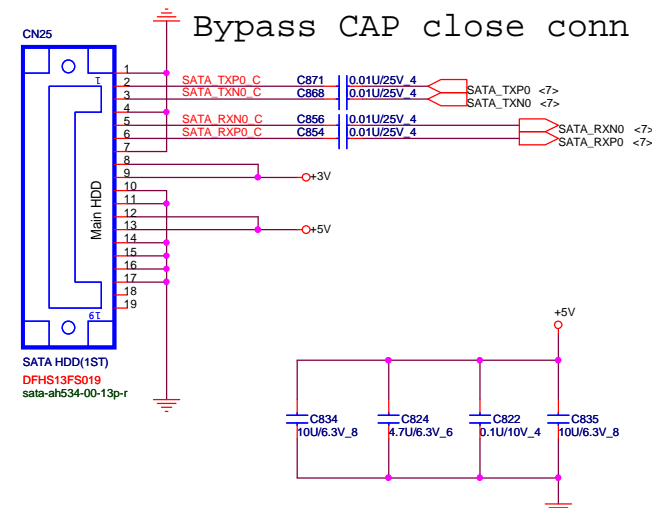 Bypass CAP close conn
CN25
1
1
2 SATA_TXP0_C C871 0.01U/25V_4 SATA_TXP0 <7>
3 SATA_TXN0_C C868 0.01U/25V_4 SATA_TXN0 <7>
4
5 SATA_RXN0_C C856 0.01U/25V_4 SATA_RXN0 <7>
6 SATA_RXP0_C C854 0.01U/25V_4 SATA_RXP0 <7>
7
8
9 +3V
10
11
12
13 +5V
14
15
16
17
18
19
19
Main HDD
SATA HDD(1ST)
DFHS13FS019
sata-ah534-00-13p-r
+5V
C834 C824 C822 C835
10U/6.3V_8 4.7U/6.3V_6 0.1U/10V_4 10U/6.3V_8